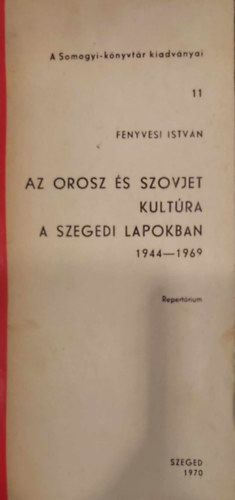 A Somogyi-könyvtár kiadványai
11
FENYVESI ISTVÁN
AZ OROSZ ÉS SZOVJET
KULTÚRA
A SZEGEDI LAPOKBAN
1944—1969
Repertórium
SZEGED
1970